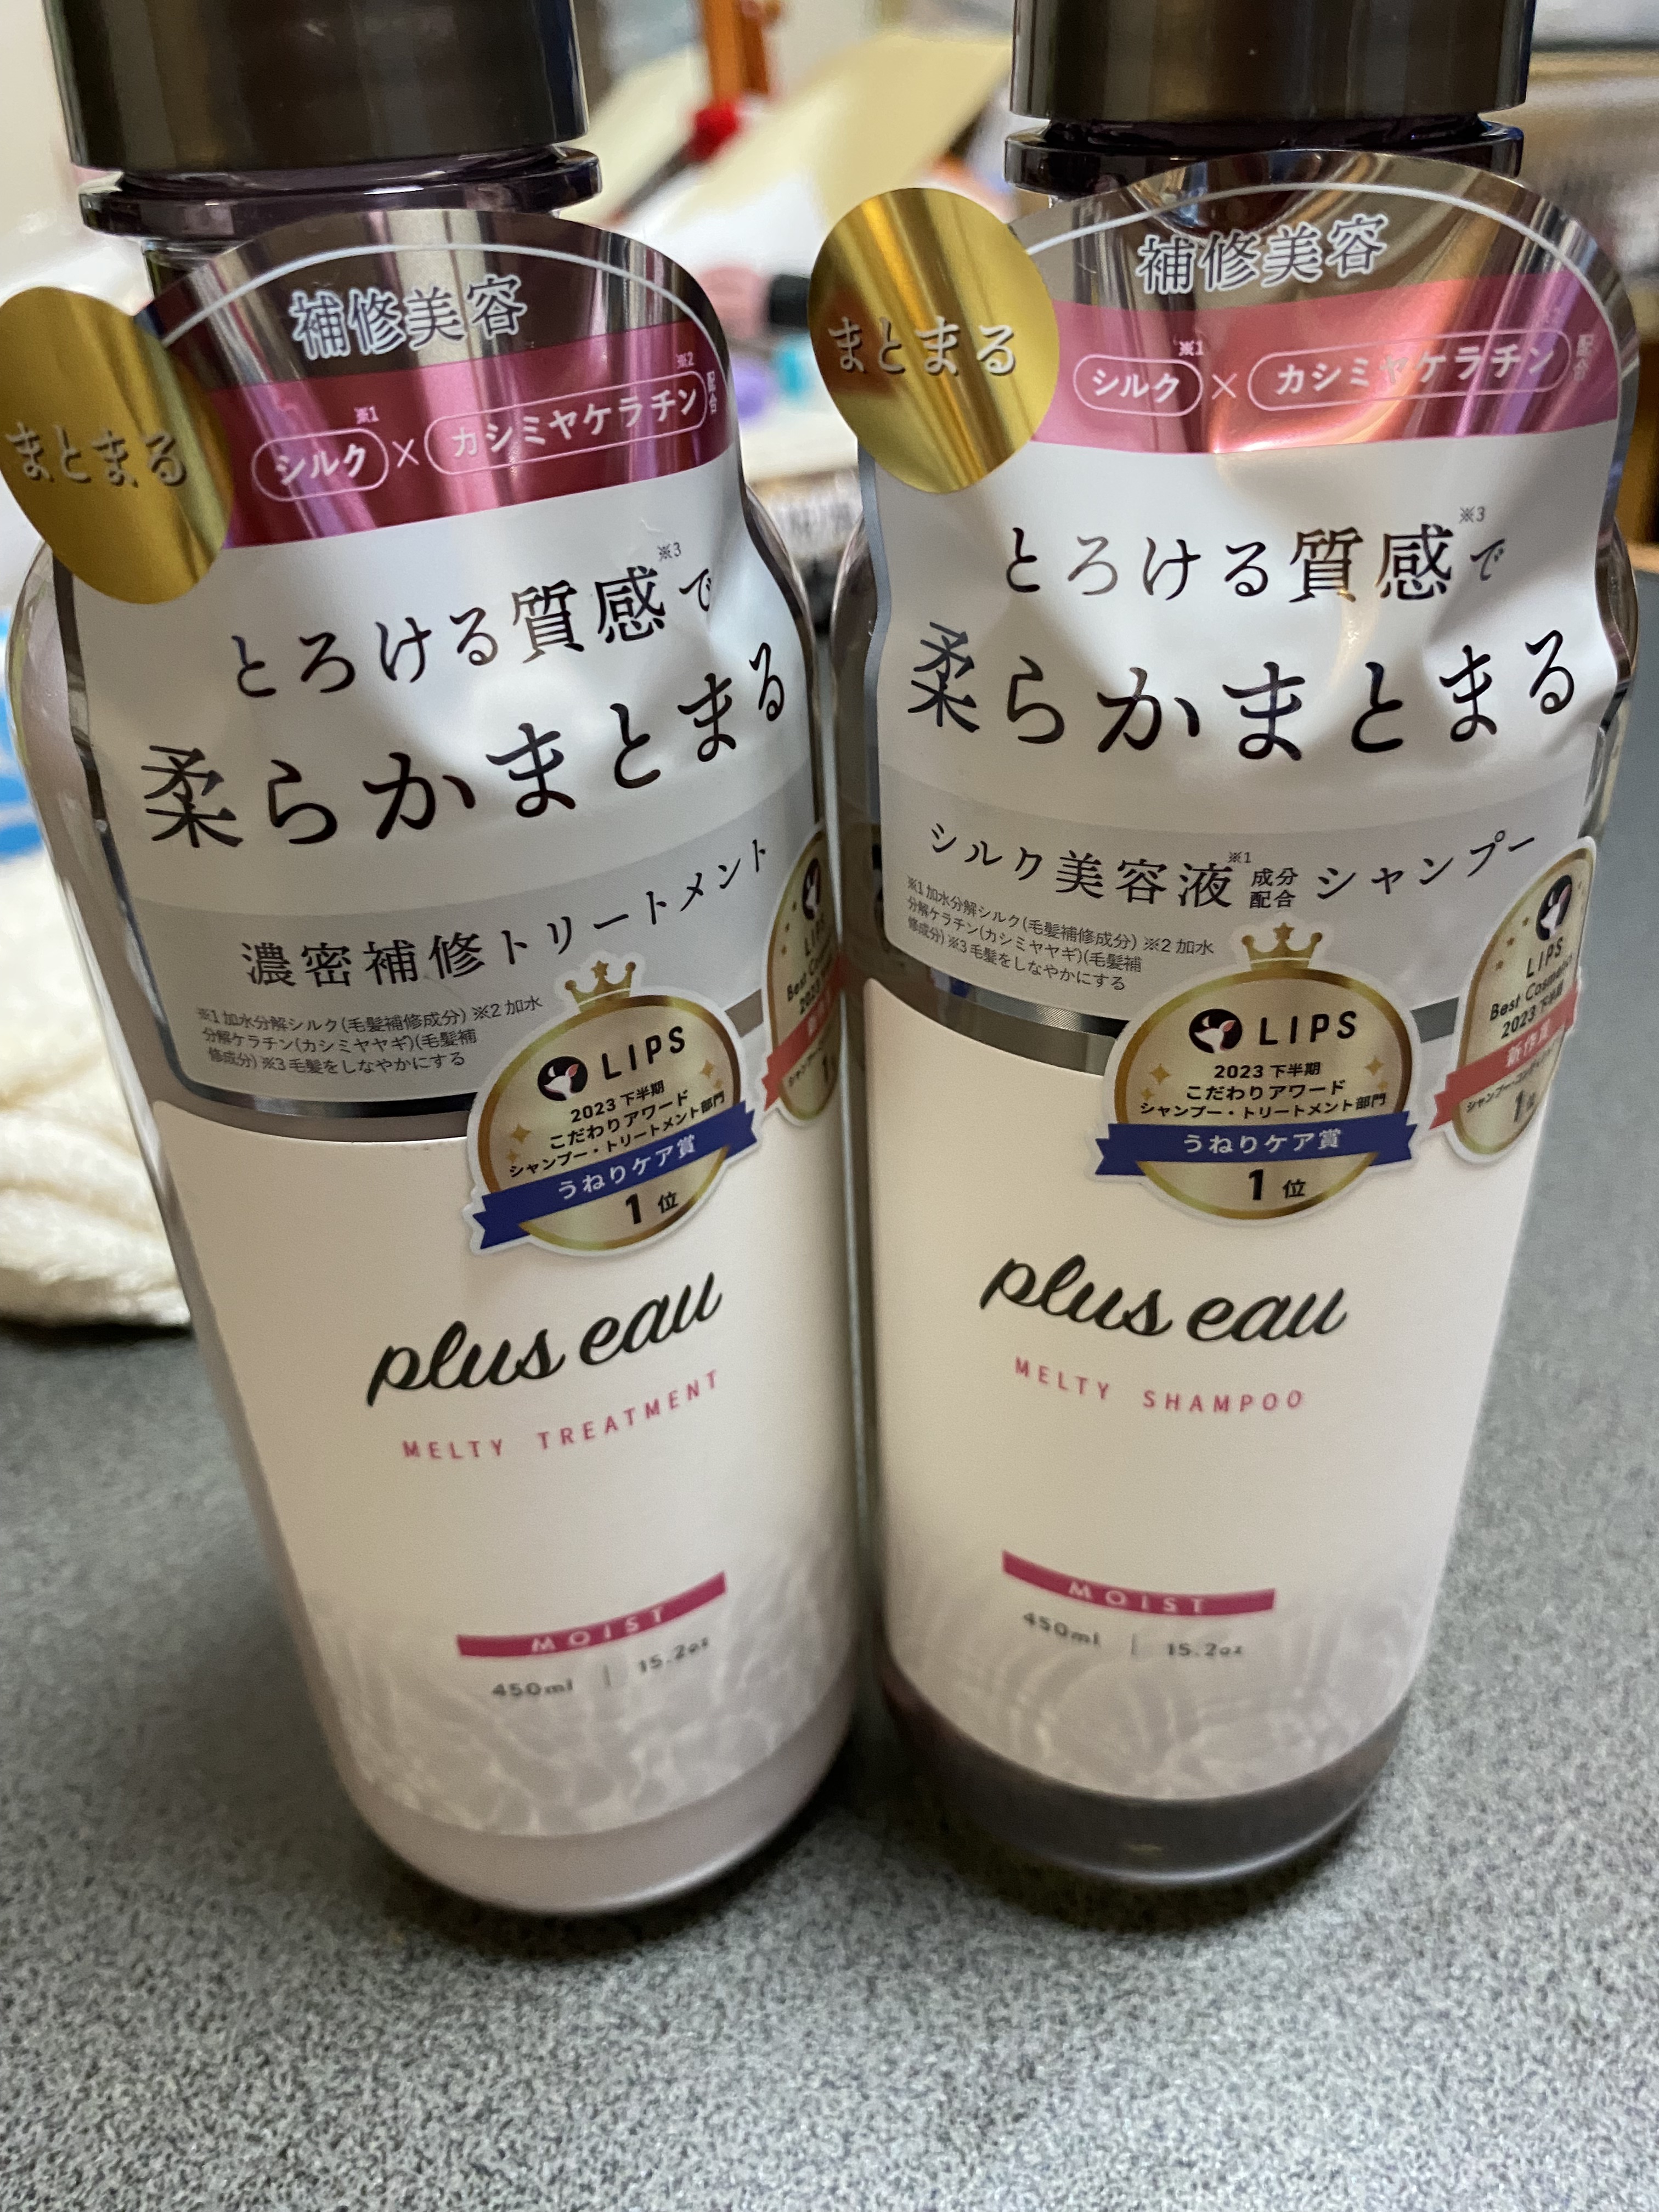 補修美容
まとまる
※1 ※2
シルク×カシミヤケラチン配合
とろける質感※3で
柔らかまとまる
濃密補修トリートメント
※1 加水分解シルク(毛髪補修成分) ※2 加水
分解ケラチン(カシミヤヤギ)(毛髪補
修成分) ※3 毛髪をしなやかにする
LIPS
2023 下半期
こだわりアワード
シャンプー・トリートメント部門
うねりケア賞
1位
LIPS
Best
2023
plus eau
MELTY TREATMENT
MOIST
450ml | 15.2oz
補修美容
まとまる
※1
シルク×カシミヤケラチン配合
とろける質感※3で
柔らかまとまる
シルク美容液※1成分配合シャンプー
※1 加水分解シルク(毛髪補修成分) ※2 加水
分解ケラチン(カシミヤヤギ)(毛髪補
修成分) ※3 毛髪をしなやかにする
LIPS
2023 下半期
こだわりアワード
シャンプー・トリートメント部門
うねりケア賞
1位
LIPS
Best Cosmetics
2023 下半期
新作賞
1位
plus eau
MELTY SHAMPOO
MOIST
450ml | 15.2oz